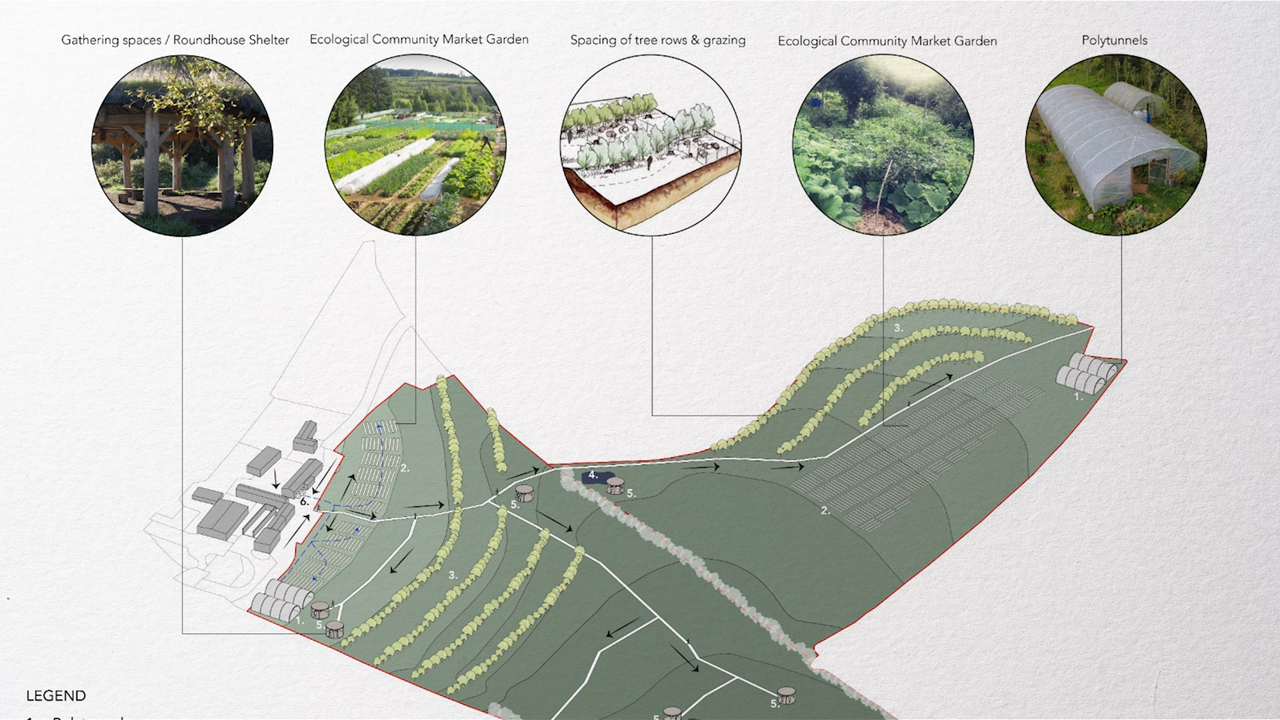 Gathering spaces / Roundhouse Shelter
Ecological Community Market Garden
Spacing of tree rows & grazing
Ecological Community Market Garden
Polytunnels
3.
1.
2.
4.
5.
2.
5.
6.
3.
1.
5.
5.
5.
LEGEND